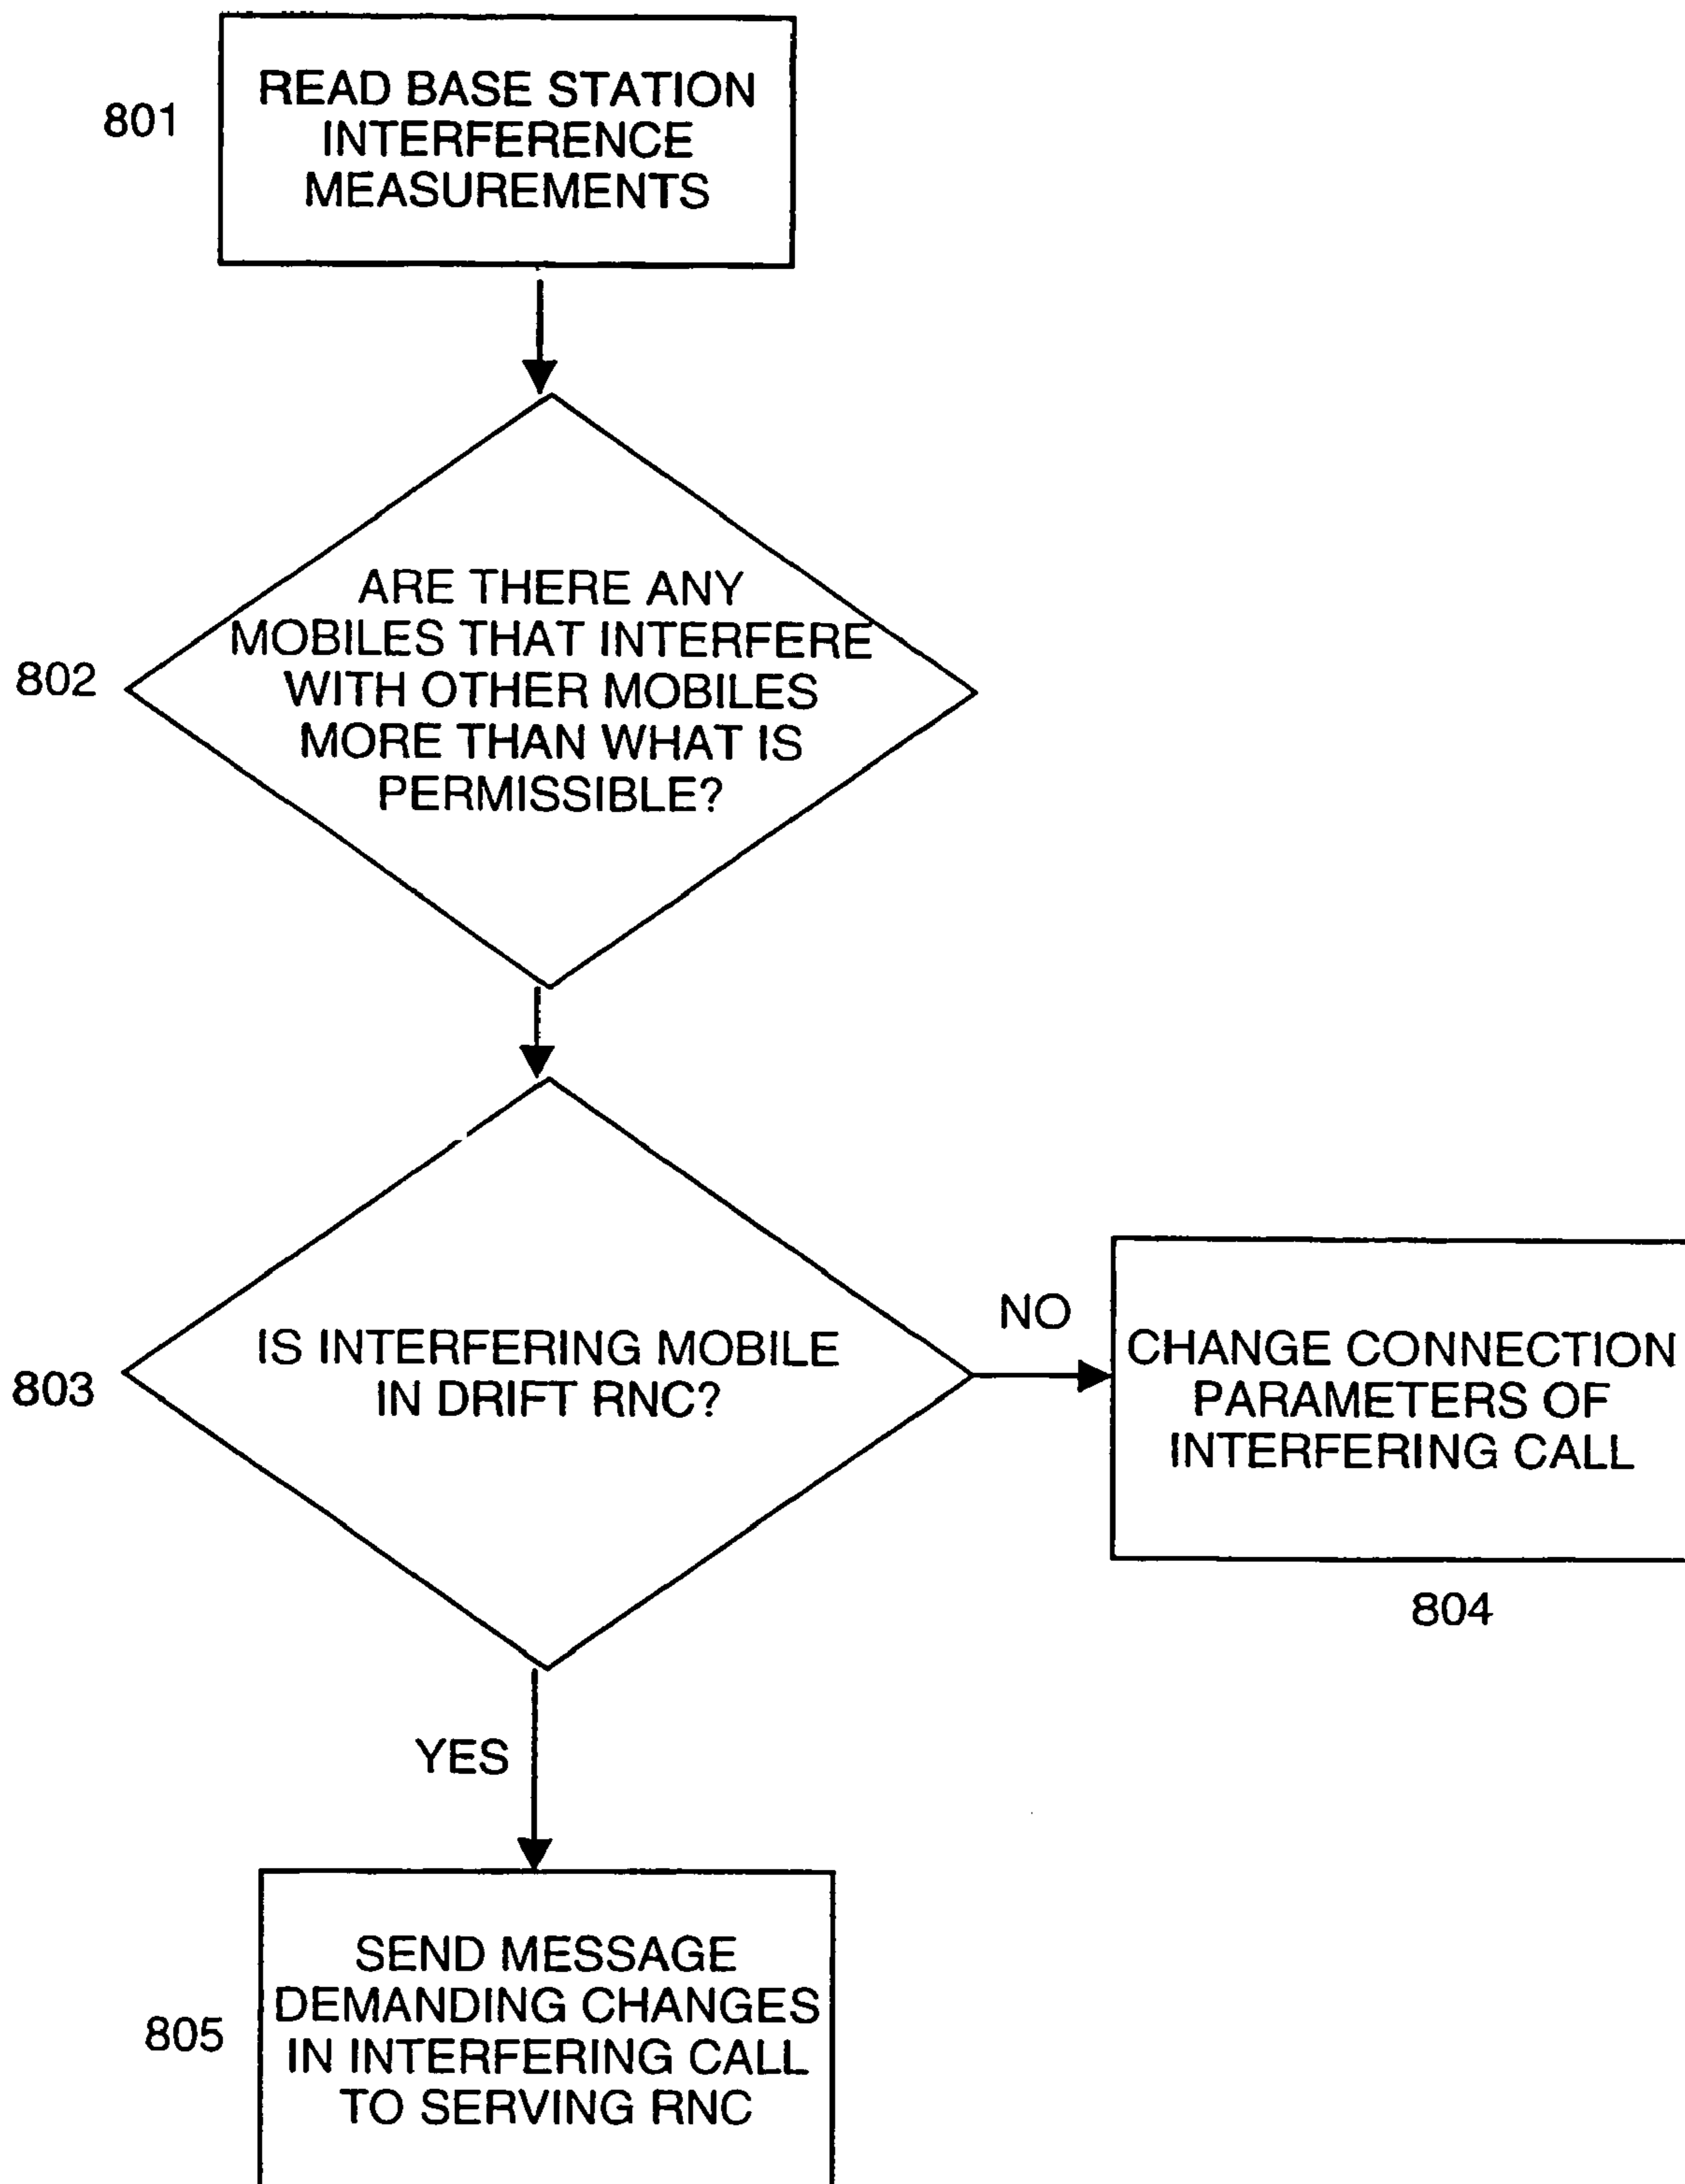 801
READ BASE STATION
INTERFERENCE
MEASUREMENTS
802
ARE THERE ANY
MOBILES THAT INTERFERE
WITH OTHER MOBILES
MORE THAN WHAT IS
PERMISSIBLE?
803
IS INTERFERING MOBILE
IN DRIFT RNC?
NO
CHANGE CONNECTION
PARAMETERS OF
INTERFERING CALL
804
YES
805
SEND MESSAGE
DEMANDING CHANGES
IN INTERFERING CALL
TO SERVING RNC